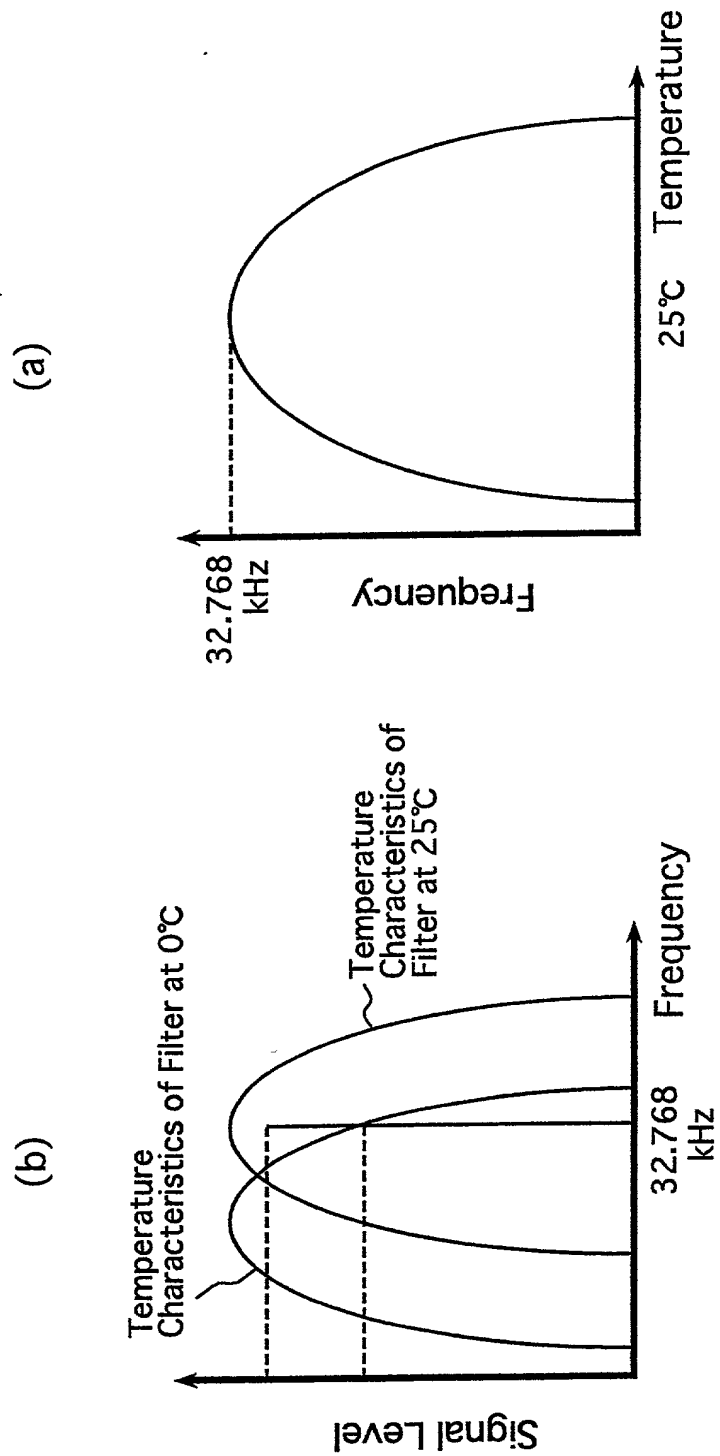 (a)
32.768
kHz
Frequency
25℃
Temperature
(b)
Temperature
Characteristics of Filter at 0℃
Temperature
Characteristics of
Filter at 25℃
Signal Level
32.768
kHz
Frequency